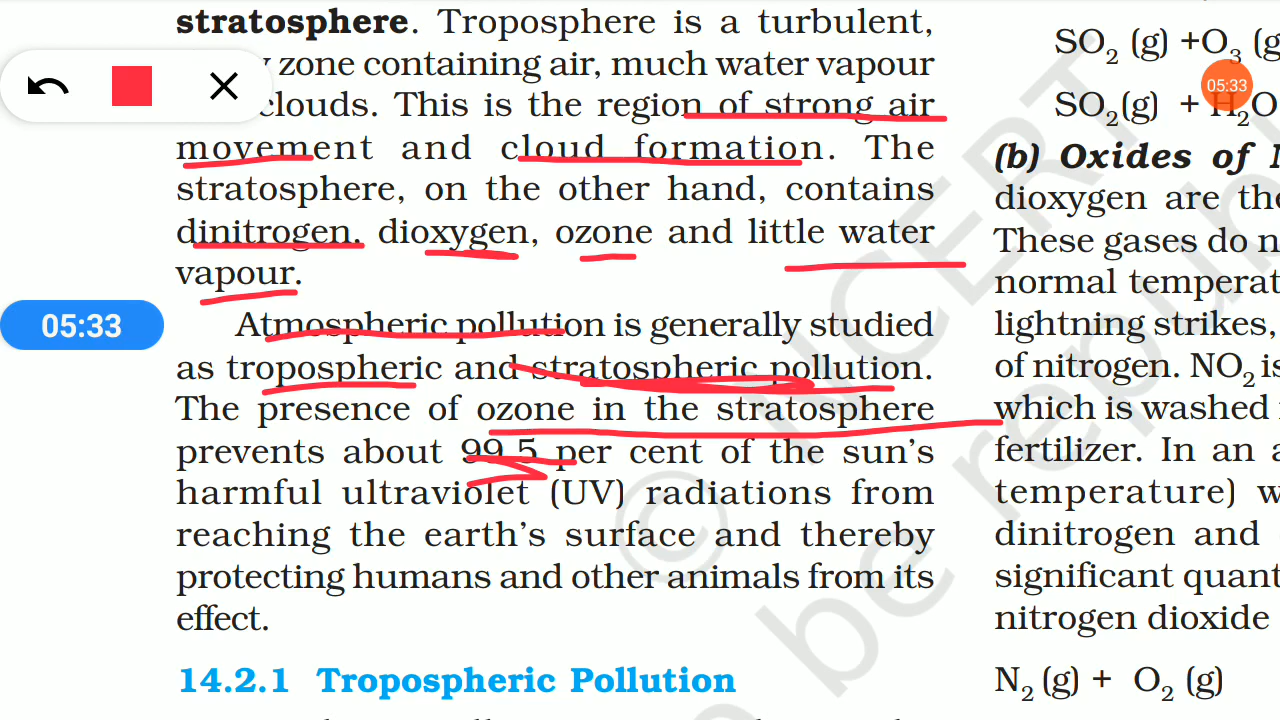 stratosphere. Troposphere is a turbulent,
zone containing air, much water vapour
clouds. This is the region of strong air
movement and cloud formation. The
stratosphere, on the other hand, contains
dinitrogen, dioxygen, ozone and little water
vapour.
Atmospheric pollution is generally studied
as tropospheric and stratospheric pollution.
The presence of ozone in the stratosphere
prevents about 99.5 per cent of the sun's
harmful ultraviolet (UV) radiations from
reaching the earth's surface and thereby
protecting humans and other animals from its
effect.
14.2.1 Tropospheric Pollution
SO₂ (g) +O₃ (g
SO₂(g) + H₂O
(b) Oxides of
dioxygen are the
These gases do
normal temperat
lightning strikes,
of nitrogen. NO₂ is
which is washed
fertilizer. In an
temperature)
dinitrogen and
significant quant
nitrogen dioxide
N₂ (g) + O₂ (g)
05:33
05:33
© NCERT
be repub